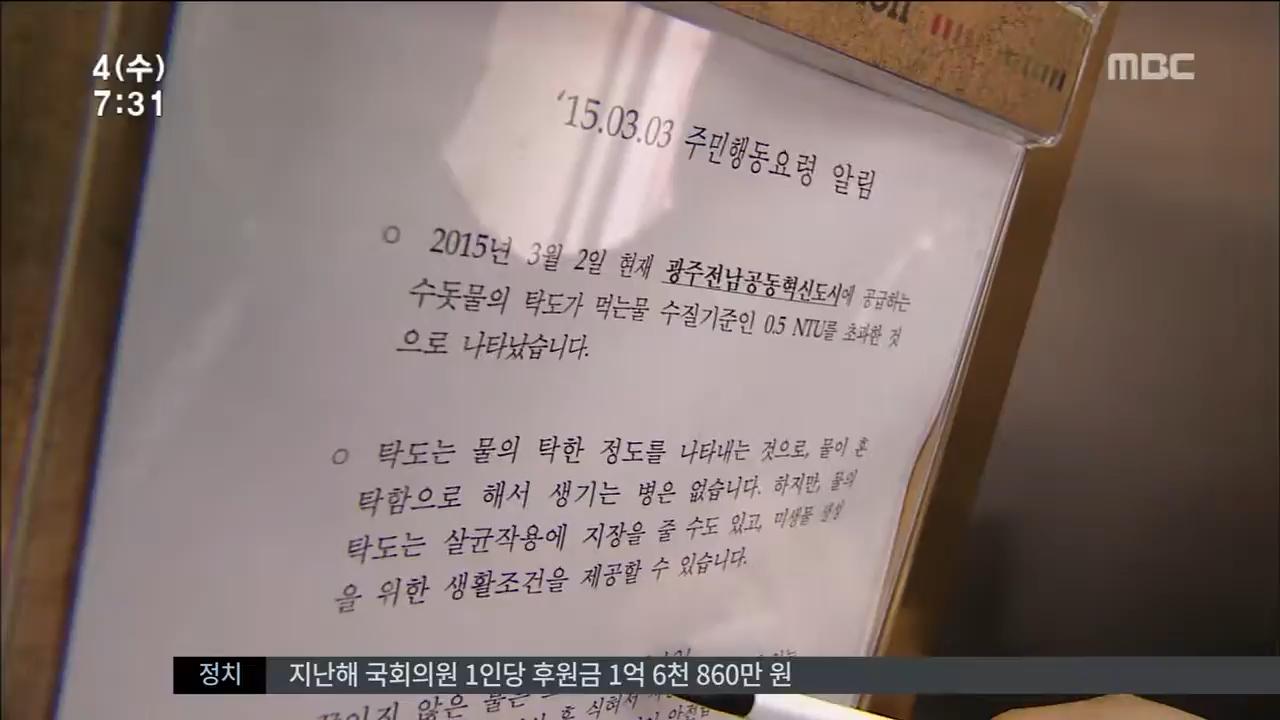 4(수)
7:31
MBC
'15.03.03 주민행동요령 알림
○ 2015년 3월 2일 현재 광주전남공동혁신도시에 공급하는
수돗물의 탁도가 먹는물 수질기준인 0.5 NTU를 초과한 것
으로 나타났습니다.
○ 탁도는 물의 탁한 정도를 나타내는 것으로, 물이 혼
탁함으로 해서 생기는 병은 없습니다. 하지만, 물의
탁도는 살균작용에 지장을 줄 수도 있고, 미생물 생성
을 위한 생활조건을 제공할 수 있습니다.
정치 지난해 국회의원 1인당 후원금 1억 6천 860만 원
않은 물은